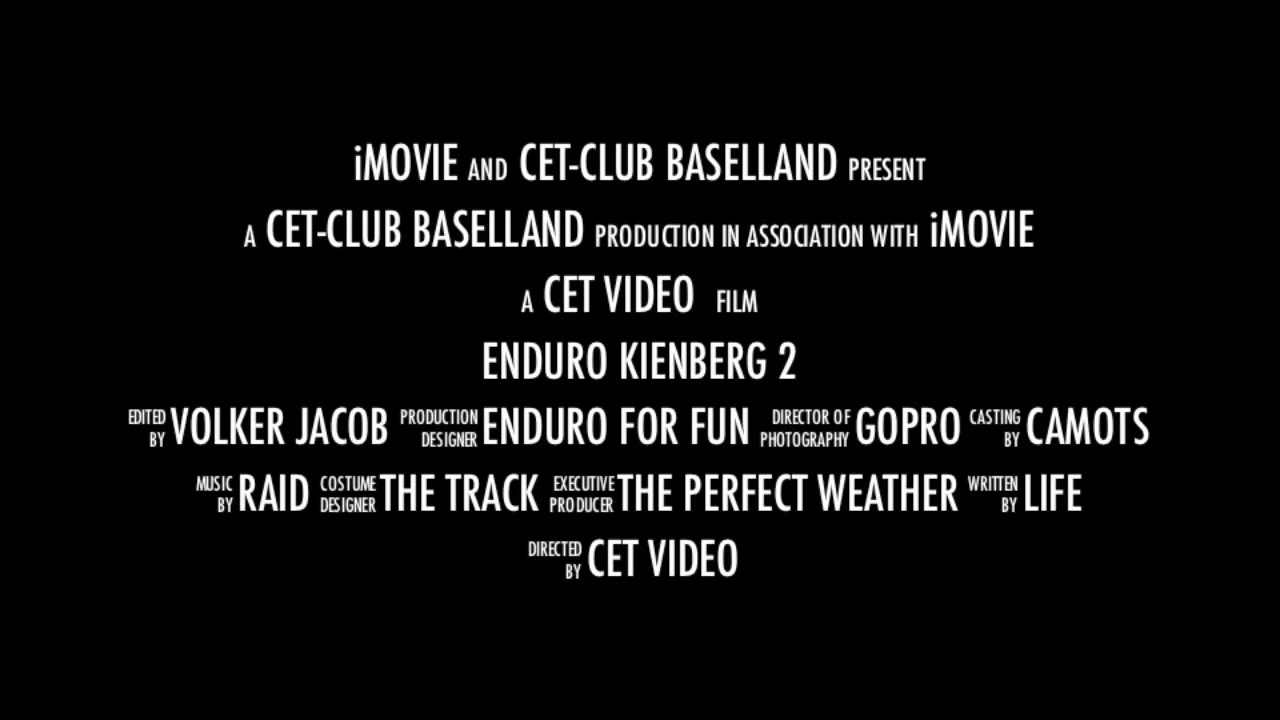 iMOVIE AND CET-CLUB BASELLAND PRESENT
A CET-CLUB BASELLAND PRODUCTION IN ASSOCIATION WITH iMOVIE
A CET VIDEO FILM
ENDURO KIENBERG 2
EDITED BY VOLKER JACOB PRODUCTION DESIGNER ENDURO FOR FUN DIRECTOR OF PHOTOGRAPHY GOPRO CASTING BY CAMOTS
MUSIC BY RAID COSTUME DESIGNER THE TRACK EXECUTIVE PRODUCER THE PERFECT WEATHER WRITTEN BY LIFE
DIRECTED BY CET VIDEO